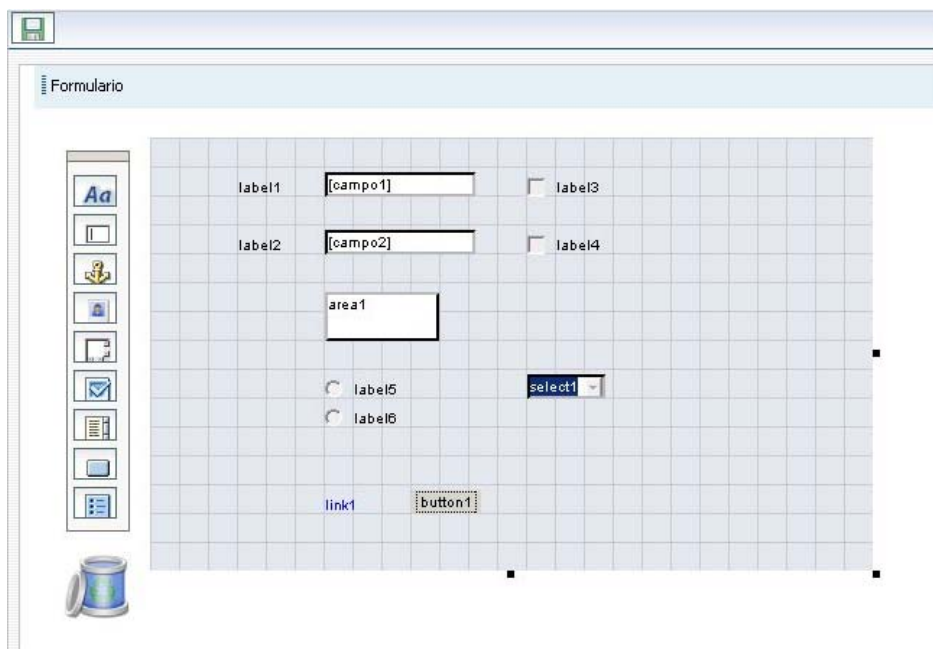 Formulario
Aa
label1 [campo1] label3
label2 [campo2] label4
area1
label5 select1
label6
link1 button1